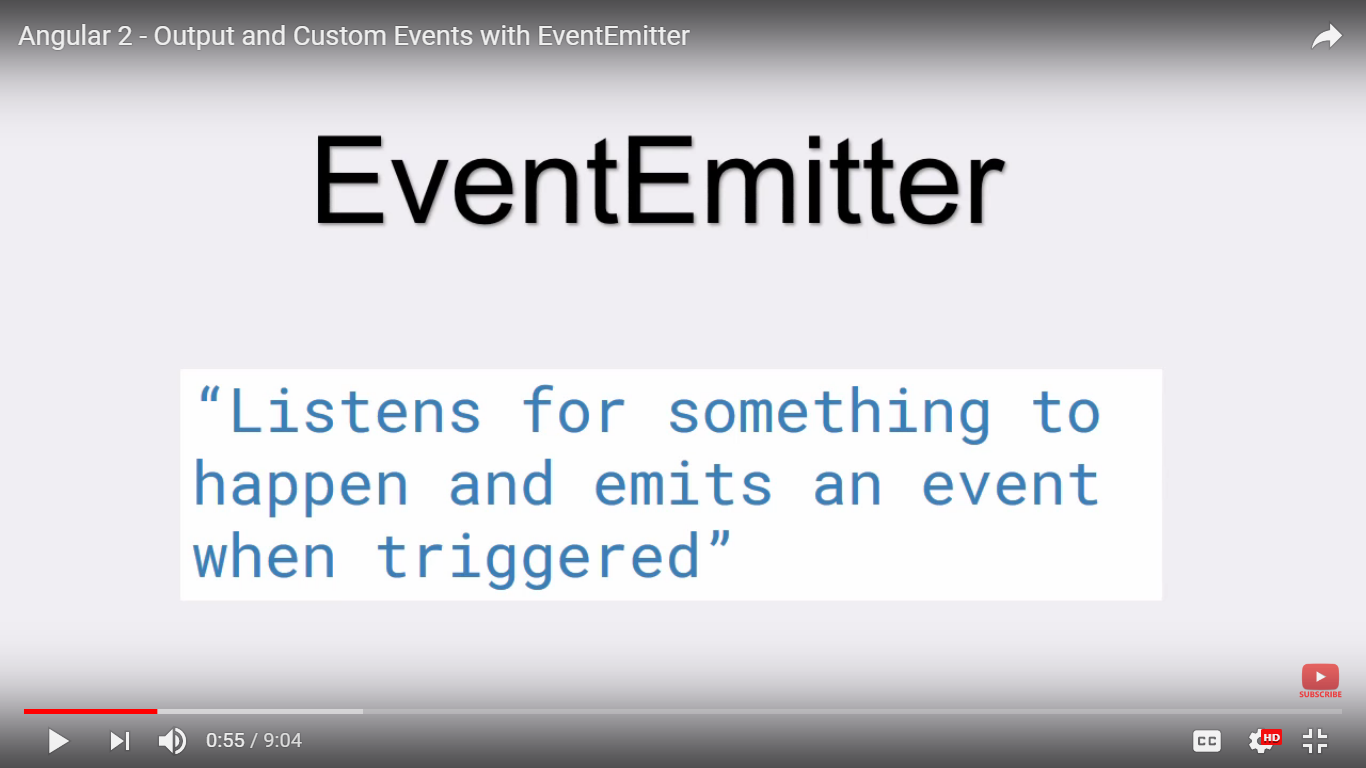 Angular 2 - Output and Custom Events with EventEmitter
EventEmitter
“Listens for something to
happen and emits an event
when triggered”
SUBSCRIBE
0:55 / 9:04
CC
HD